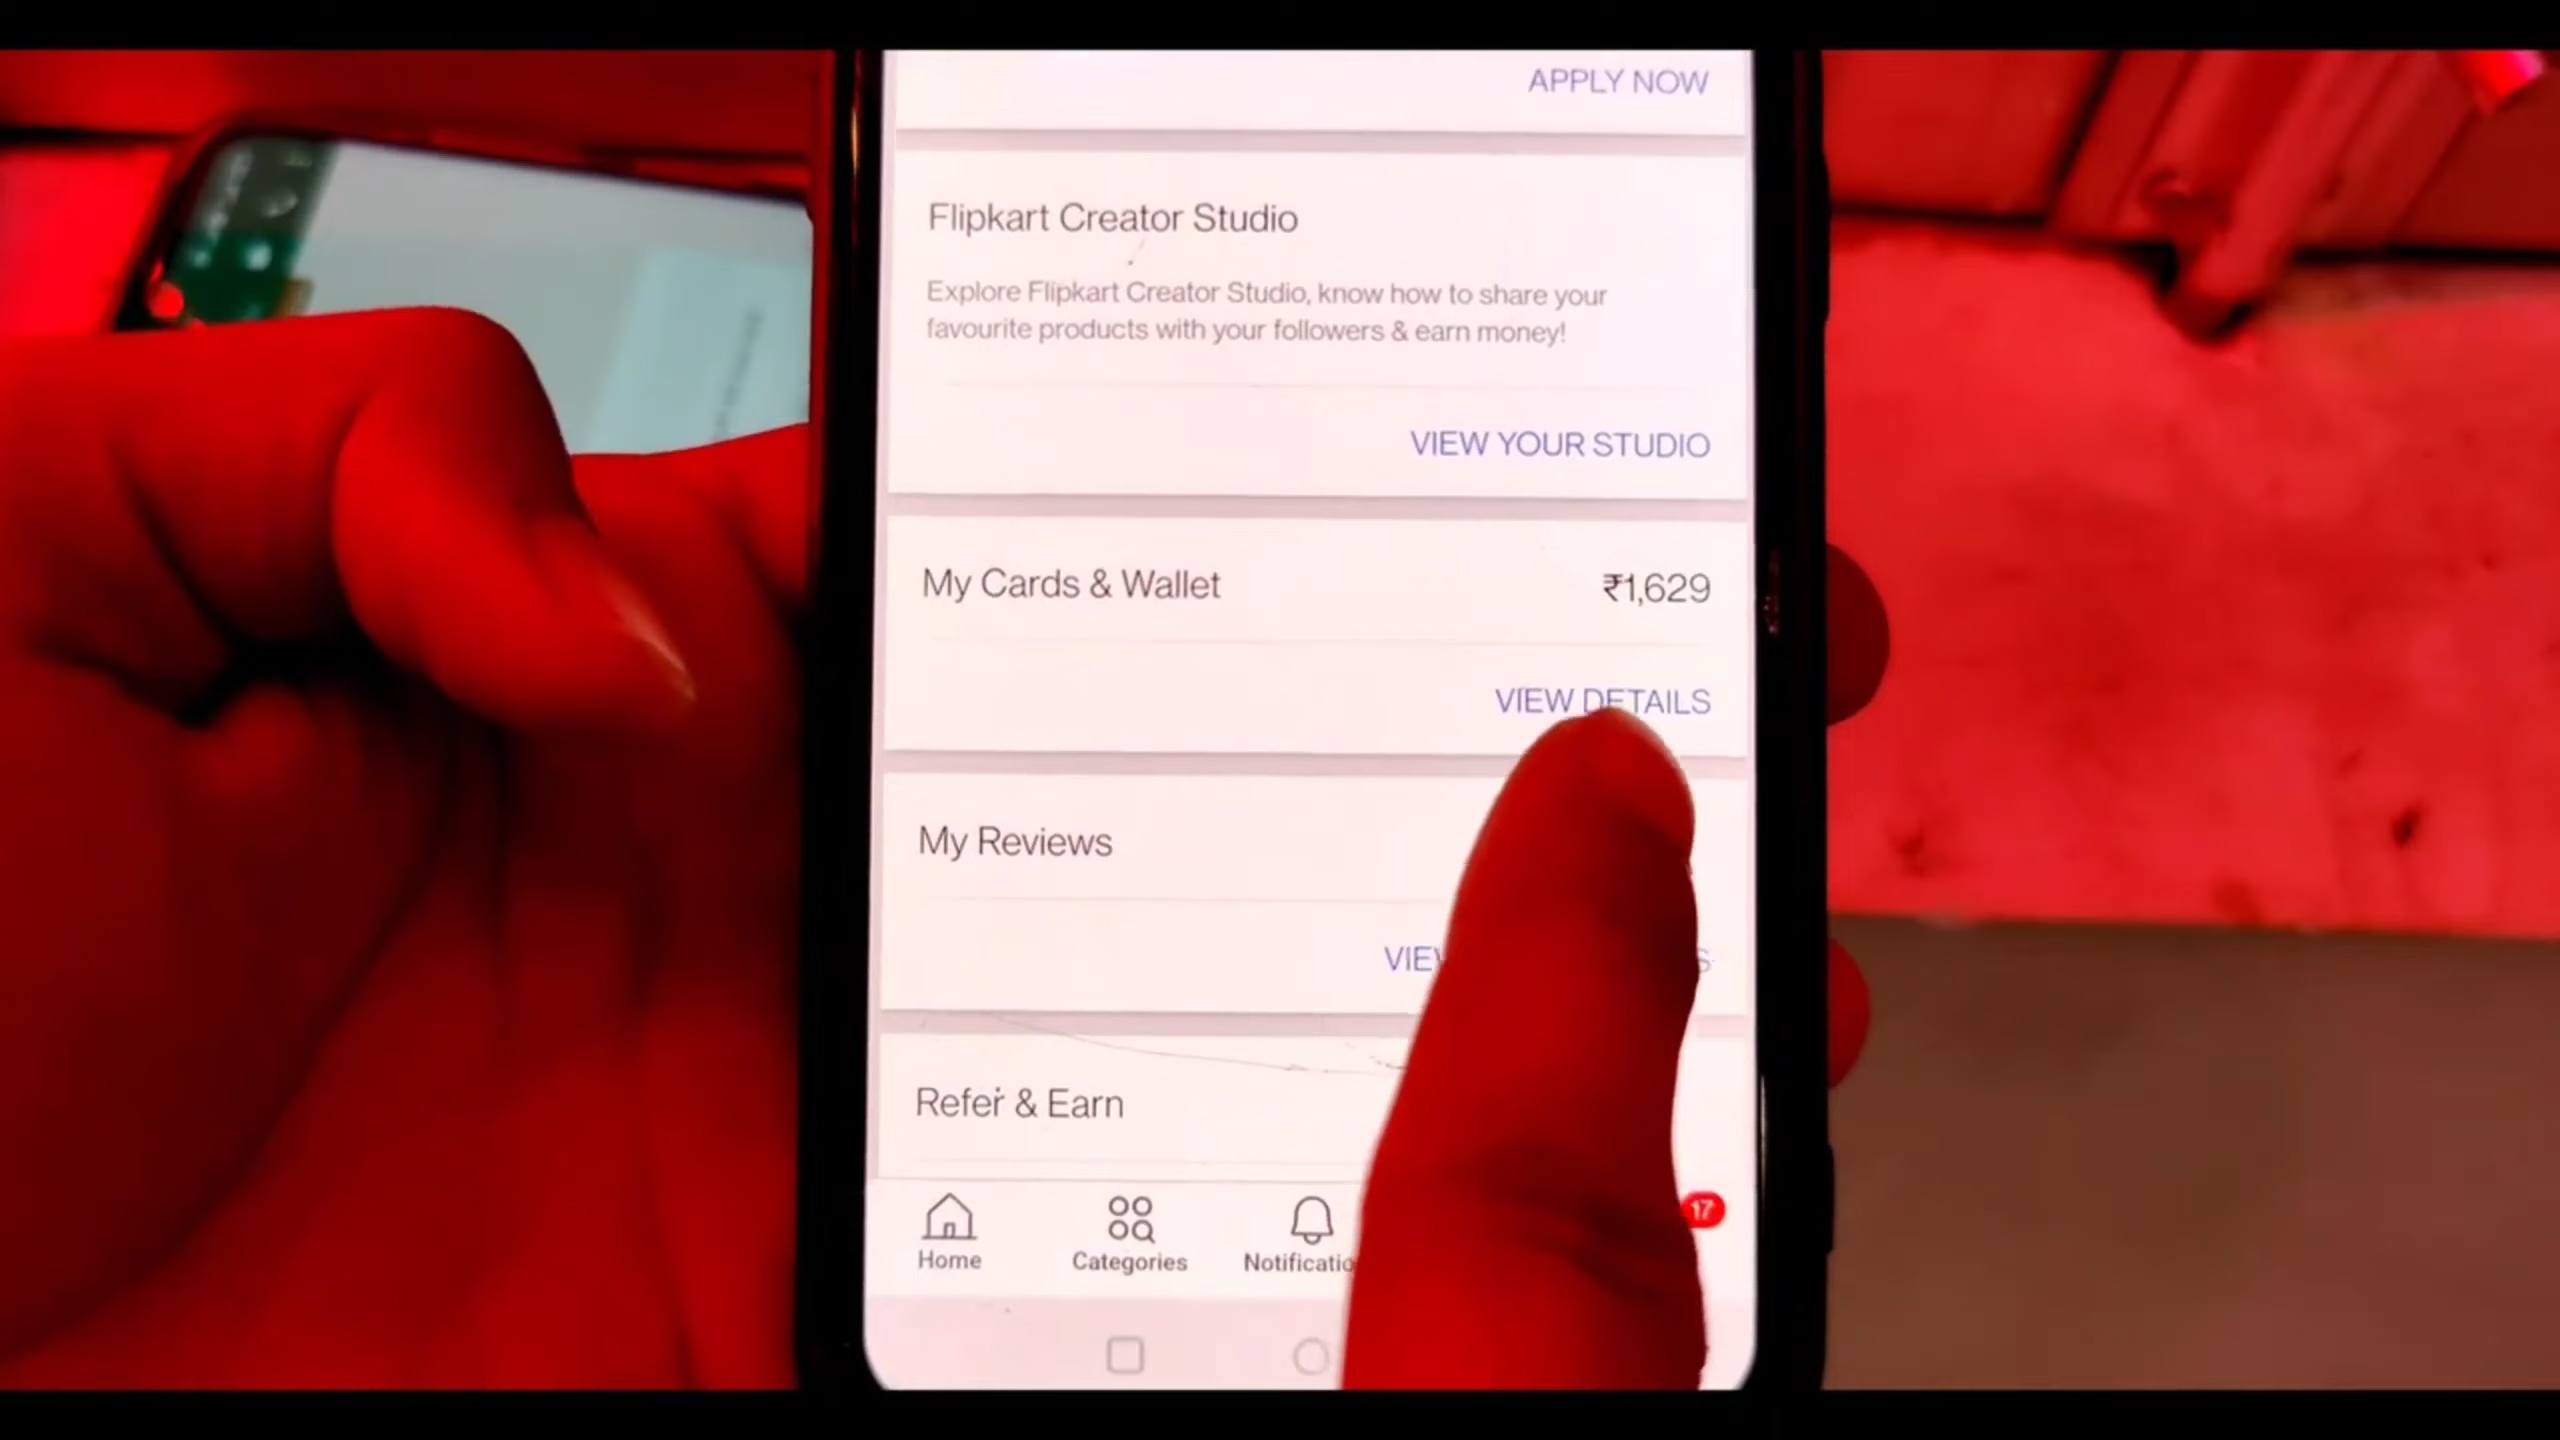 APPLY NOW
Flipkart Creator Studio
Explore Flipkart Creator Studio, know how to share your
favourite products with your followers & earn money!
VIEW YOUR STUDIO
My Cards & Wallet ₹1,629
VIEW DETAILS
My Reviews
Refer & Earn
17
Home Categories